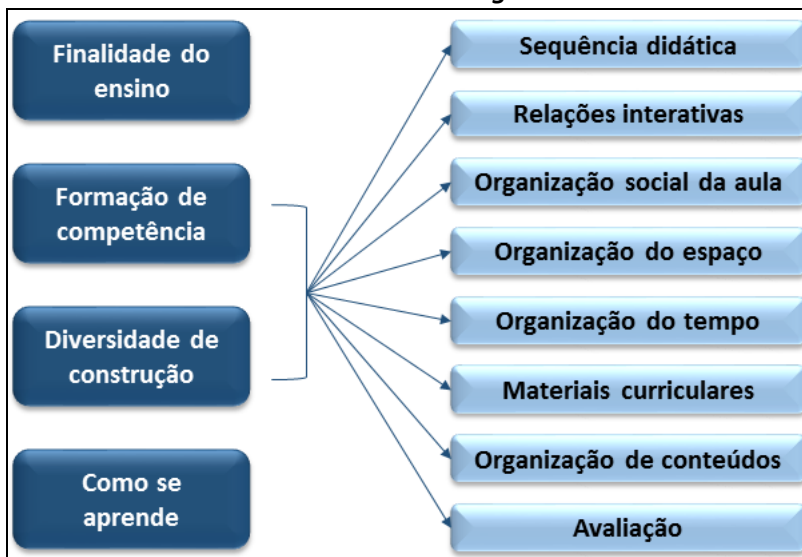 Finalidade do
ensino
Formação de
competência
Diversidade de
construção
Como se
aprende
Sequência didática
Relações interativas
Organização social da aula
Organização do espaço
Organização do tempo
Materiais curriculares
Organização de conteúdos
Avaliação